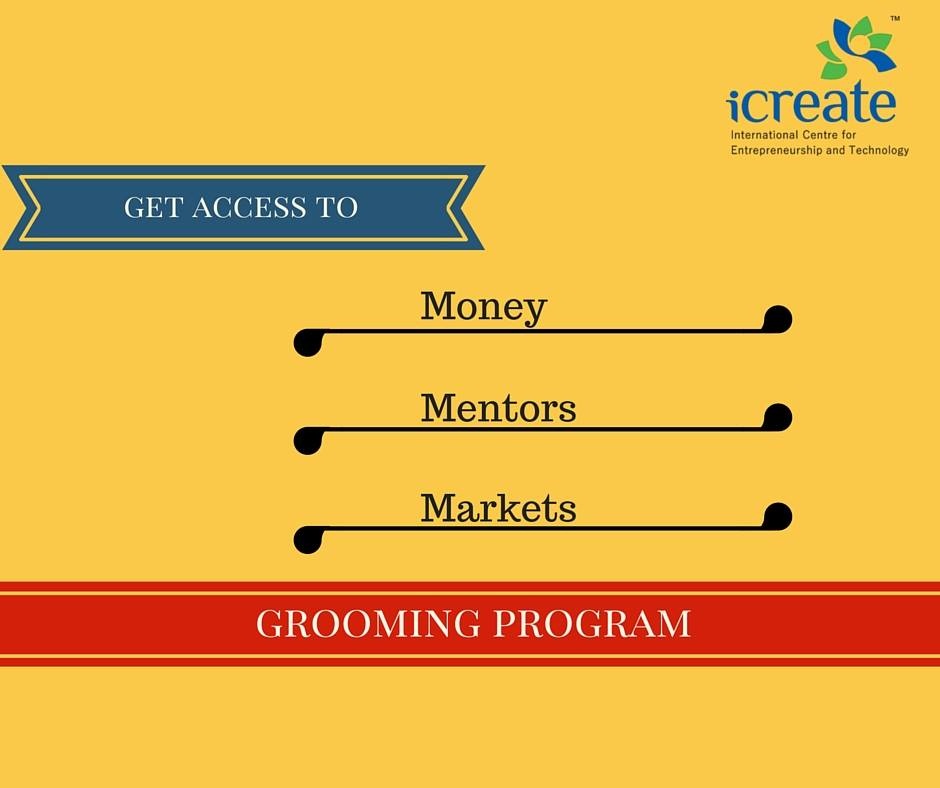 TM
icreate
International Centre for
Entrepreneurship and Technology
GET ACCESS TO
Money
Mentors
Markets
GROOMING PROGRAM